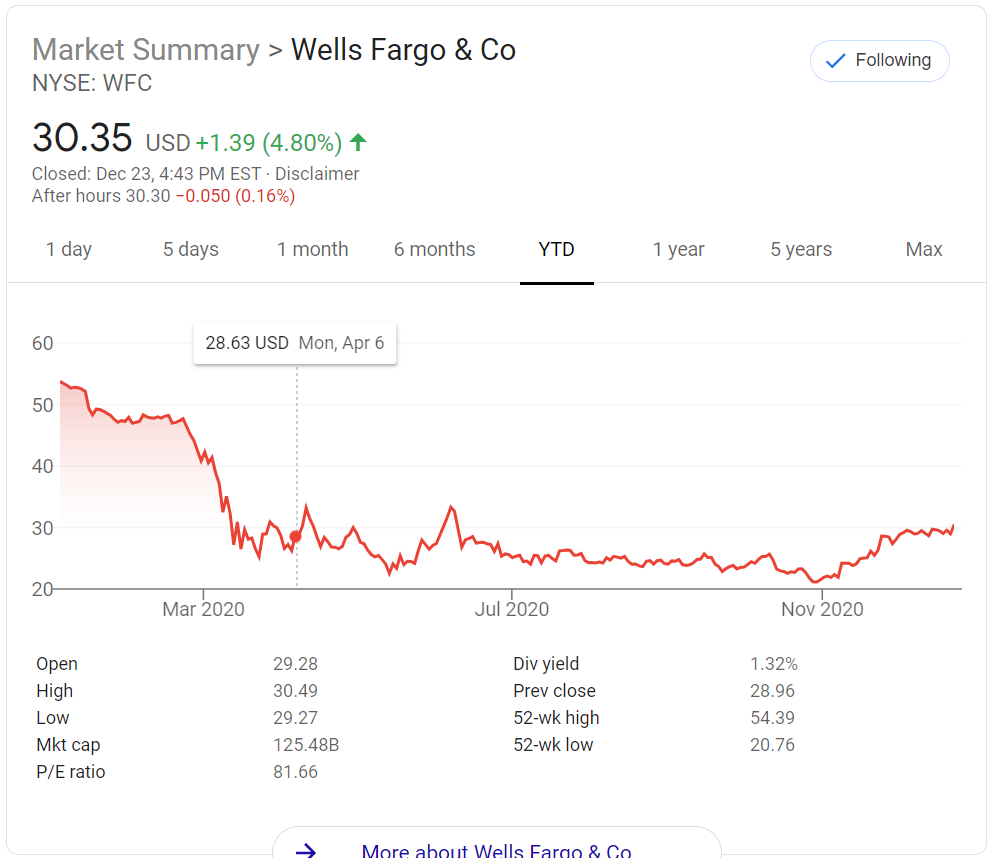 Market Summary > Wells Fargo & Co
Following
NYSE: WFC
30.35 USD +1.39 (4.80%)
Closed: Dec 23, 4:43 PM EST · Disclaimer
After hours 30.30 −0.050 (0.16%)
1 day 5 days 1 month 6 months YTD 1 year 5 years Max
28.63 USD Mon, Apr 6
60
50
40
30
20
Mar 2020 Jul 2020 Nov 2020
Open 29.28 Div yield 1.32%
High 30.49 Prev close 28.96
Low 29.27 52-wk high 54.39
Mkt cap 125.48B 52-wk low 20.76
P/E ratio 81.66
More about Wells Fargo & Co